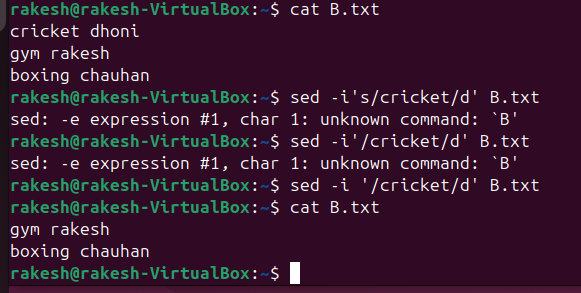 rakesh@rakesh-VirtualBox:~$ cat B.txt
cricket dhoni
gym rakesh
boxing chauhan
rakesh@rakesh-VirtualBox:~$ sed -i's/cricket/d' B.txt
sed: -e expression #1, char 1: unknown command: `B'
rakesh@rakesh-VirtualBox:~$ sed -i'/cricket/d' B.txt
sed: -e expression #1, char 1: unknown command: `B'
rakesh@rakesh-VirtualBox:~$ sed -i '/cricket/d' B.txt
rakesh@rakesh-VirtualBox:~$ cat B.txt
gym rakesh
boxing chauhan
rakesh@rakesh-VirtualBox:~$